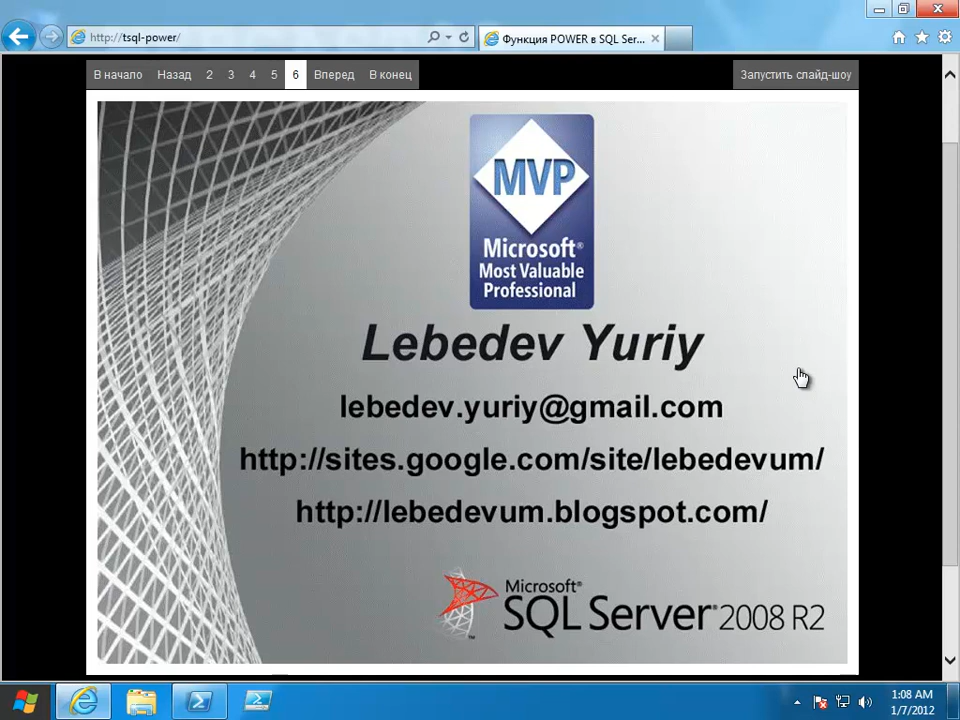 http://tsql-power/
Функция POWER в SQL Ser...
В начало Назад 2 3 4 5 6 Вперед В конец
Запустить слайд-шоу
MVP
Microsoft®
Most Valuable
Professional
Lebedev Yuriy
lebedev.yuriy@gmail.com
http://sites.google.com/site/lebedevum/
http://lebedevum.blogspot.com/
Microsoft®
SQL Server® 2008 R2
1:08 AM
1/7/2012